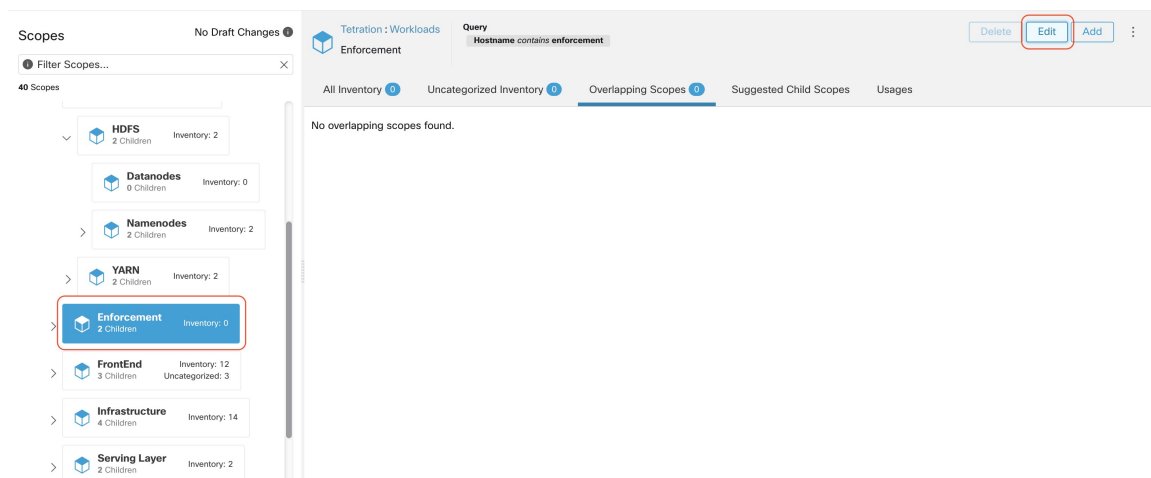 Scopes
No Draft Changes
Filter Scopes...
40 Scopes
HDFS
2 Children
Inventory: 2
Datanodes
0 Children
Inventory: 0
Namenodes
2 Children
Inventory: 2
YARN
2 Children
Inventory: 2
Enforcement
2 Children
Inventory: 0
FrontEnd
3 Children
Inventory: 12
Uncategorized: 3
Infrastructure
4 Children
Inventory: 14
Serving Layer
2 Children
Inventory: 2
Tetration : Workloads
Enforcement
Query
Hostname contains enforcement
Delete
Edit
Add
All Inventory 0
Uncategorized Inventory 0
Overlapping Scopes 0
Suggested Child Scopes
Usages
No overlapping scopes found.